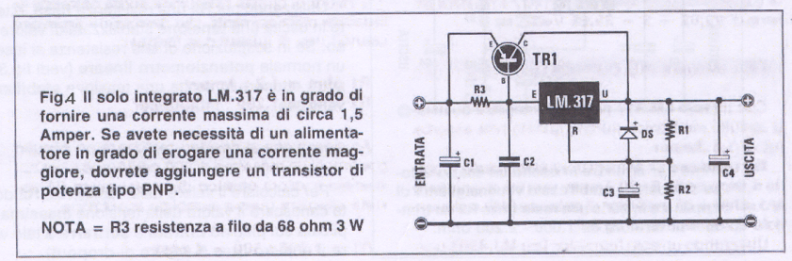 Fig.4 Il solo integrato LM.317 è in grado di
fornire una corrente massima di circa 1,5
Amper. Se avete necessità di un alimenta-
tore in grado di erogare una corrente mag-
giore, dovrete aggiungere un transistor di
potenza tipo PNP.
NOTA = R3 resistenza a filo da 68 ohm 3 W
E
C
TR1
B
R3
E
LM.317
U
ENTRATA
C1
C2
DS
R1
R2
C4
USCITA